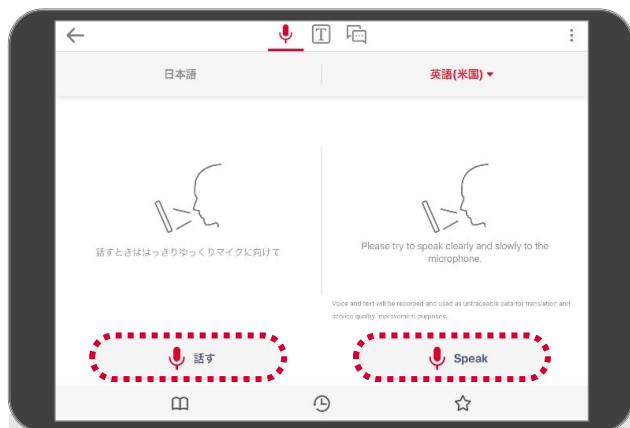 T
日本語
英語(米国) ▾
話すときははっきりゆっくりマイクに向けて
Please try to speak clearly and slowly to the
microphone.
Voice and text will be recorded and used as untraceable data for translation and
service quality improvement purposes.
話す
Speak